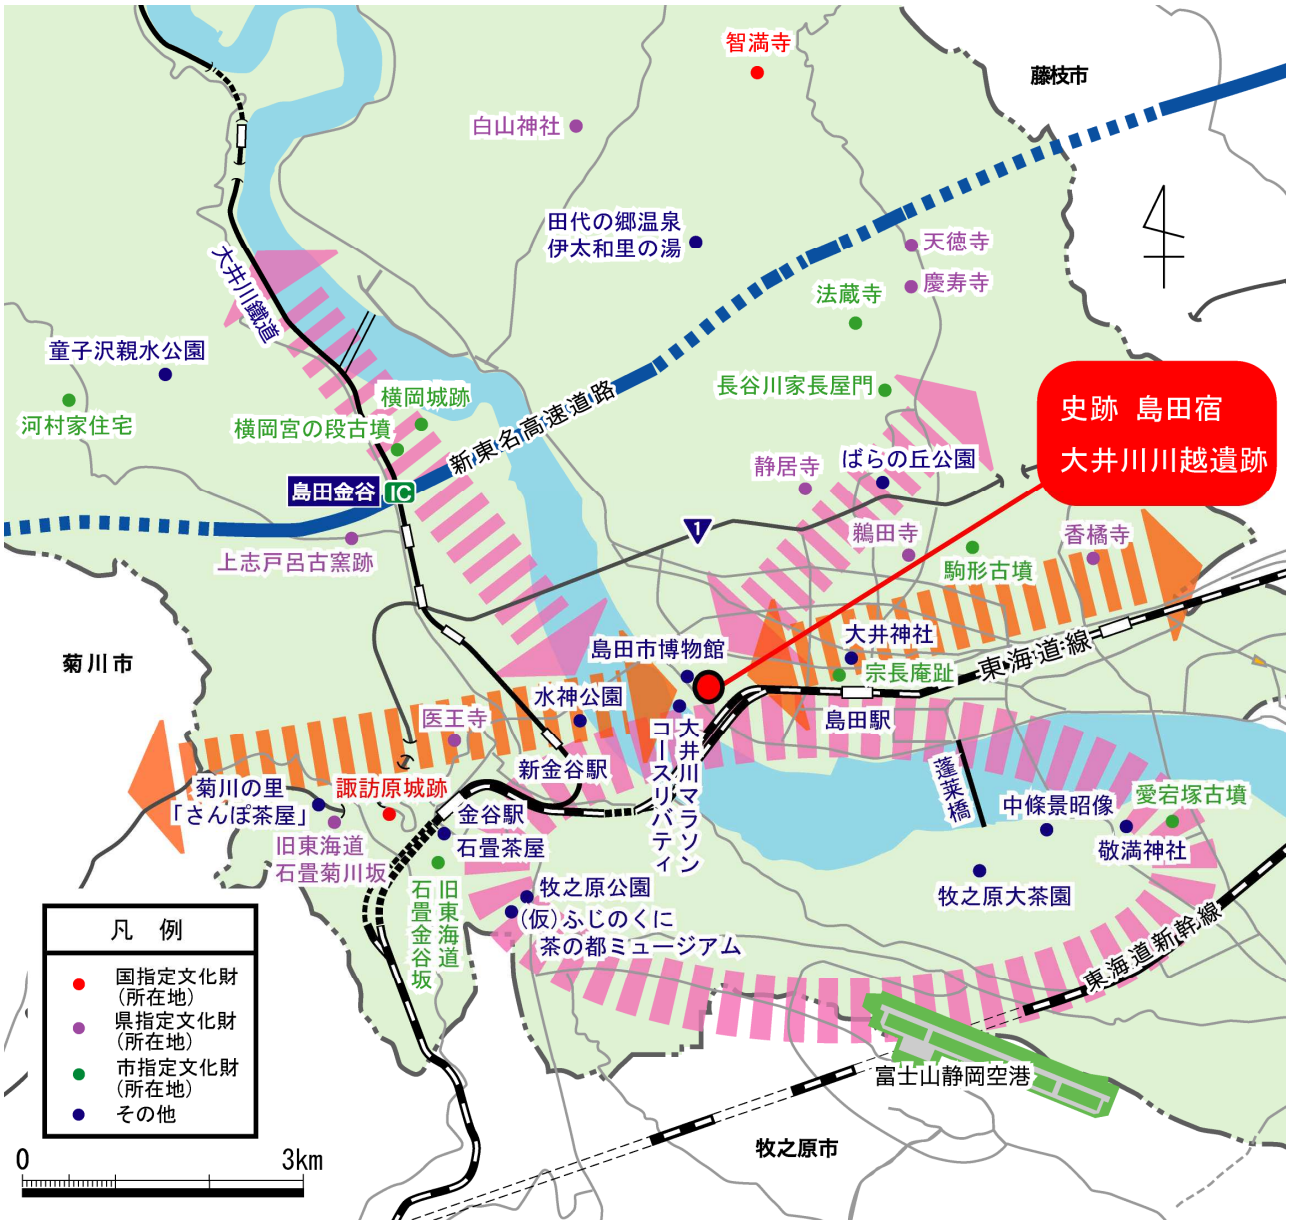 智満寺
藤枝市
白山神社
田代の郷温泉
伊太和里の湯
天徳寺
慶寿寺
法蔵寺
大井川鐵道
童子沢親水公園
河村家住宅
横岡城跡
横岡宮の段古墳
新東名高速道路
長谷川家長屋門
史跡 島田宿
大井川川越遺跡
島田金谷
IC
静居寺
ばらの丘公園
1
上志戸呂古窯跡
鵜田寺
香橘寺
駒形古墳
菊川市
島田市博物館
大井神社
宗長庵趾
東海道線
水神公園
医王寺
島田駅
大井川マラソン
コースリバティ
新金谷駅
蓬莱橋
菊川の里
「さんぽ茶屋」
諏訪原城跡
金谷駅
石畳茶屋
中條景昭像
愛宕塚古墳
敬満神社
旧東海道
石畳菊川坂
旧東海道
石畳金谷坂
牧之原公園
(仮)ふじのくに
茶の都ミュージアム
牧之原大茶園
東海道新幹線
富士山静岡空港
牧之原市
凡 例
国指定文化財
(所在地)
県指定文化財
(所在地)
市指定文化財
(所在地)
その他
0 3km